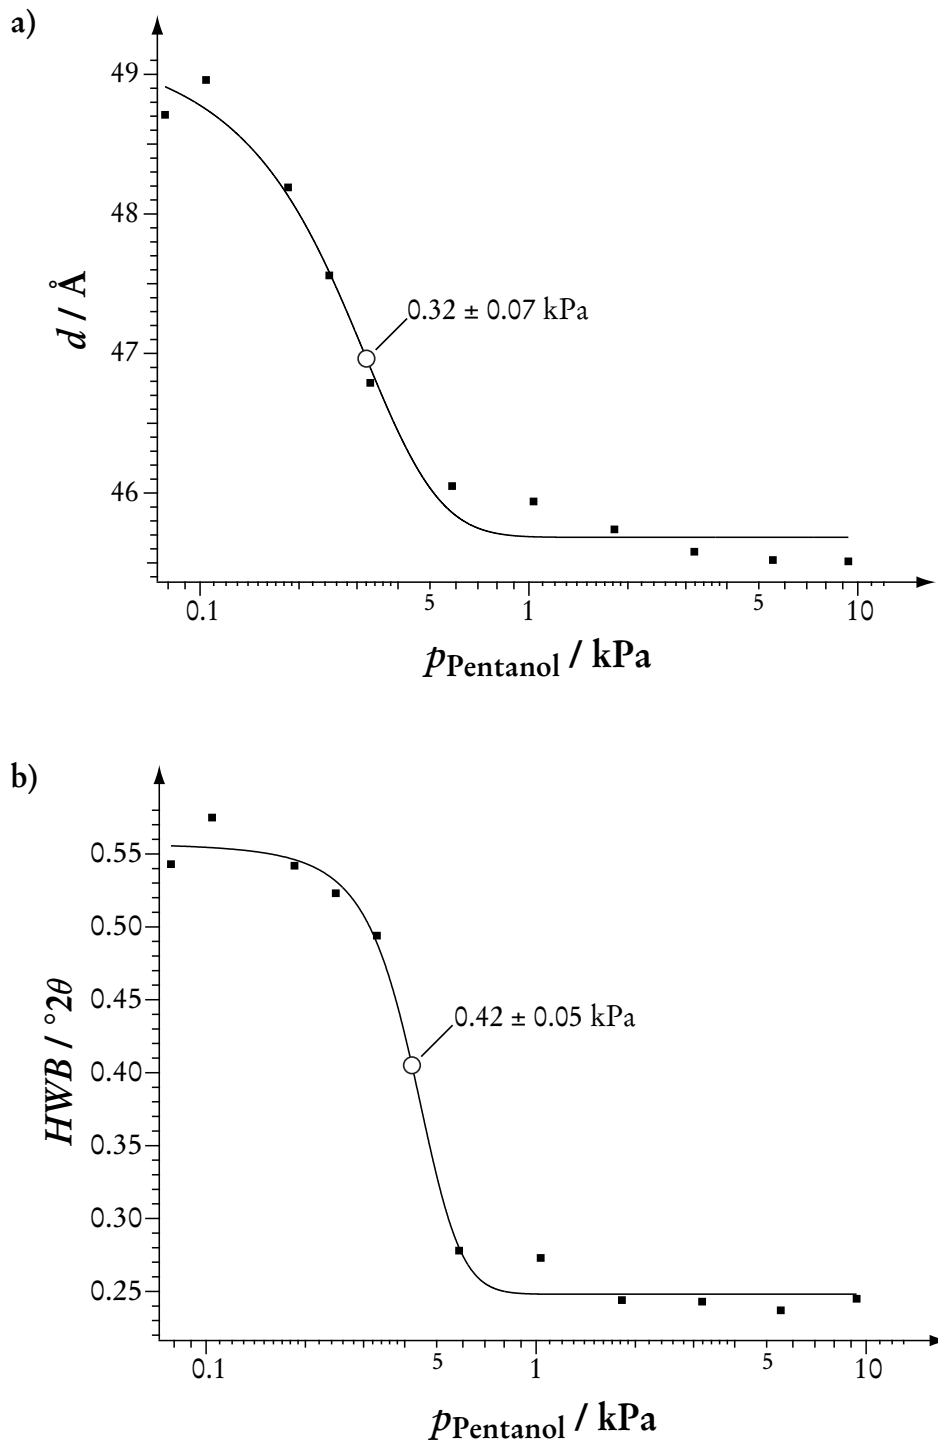 a)
49
48
47
46
d / Å
0.32 ± 0.07 kPa
0.1 5 1 5 10
pPentanol / kPa
b)
0.55
0.50
0.45
0.40
0.35
0.30
0.25
HWB / °2θ
0.42 ± 0.05 kPa
0.1 5 1 5 10
pPentanol / kPa